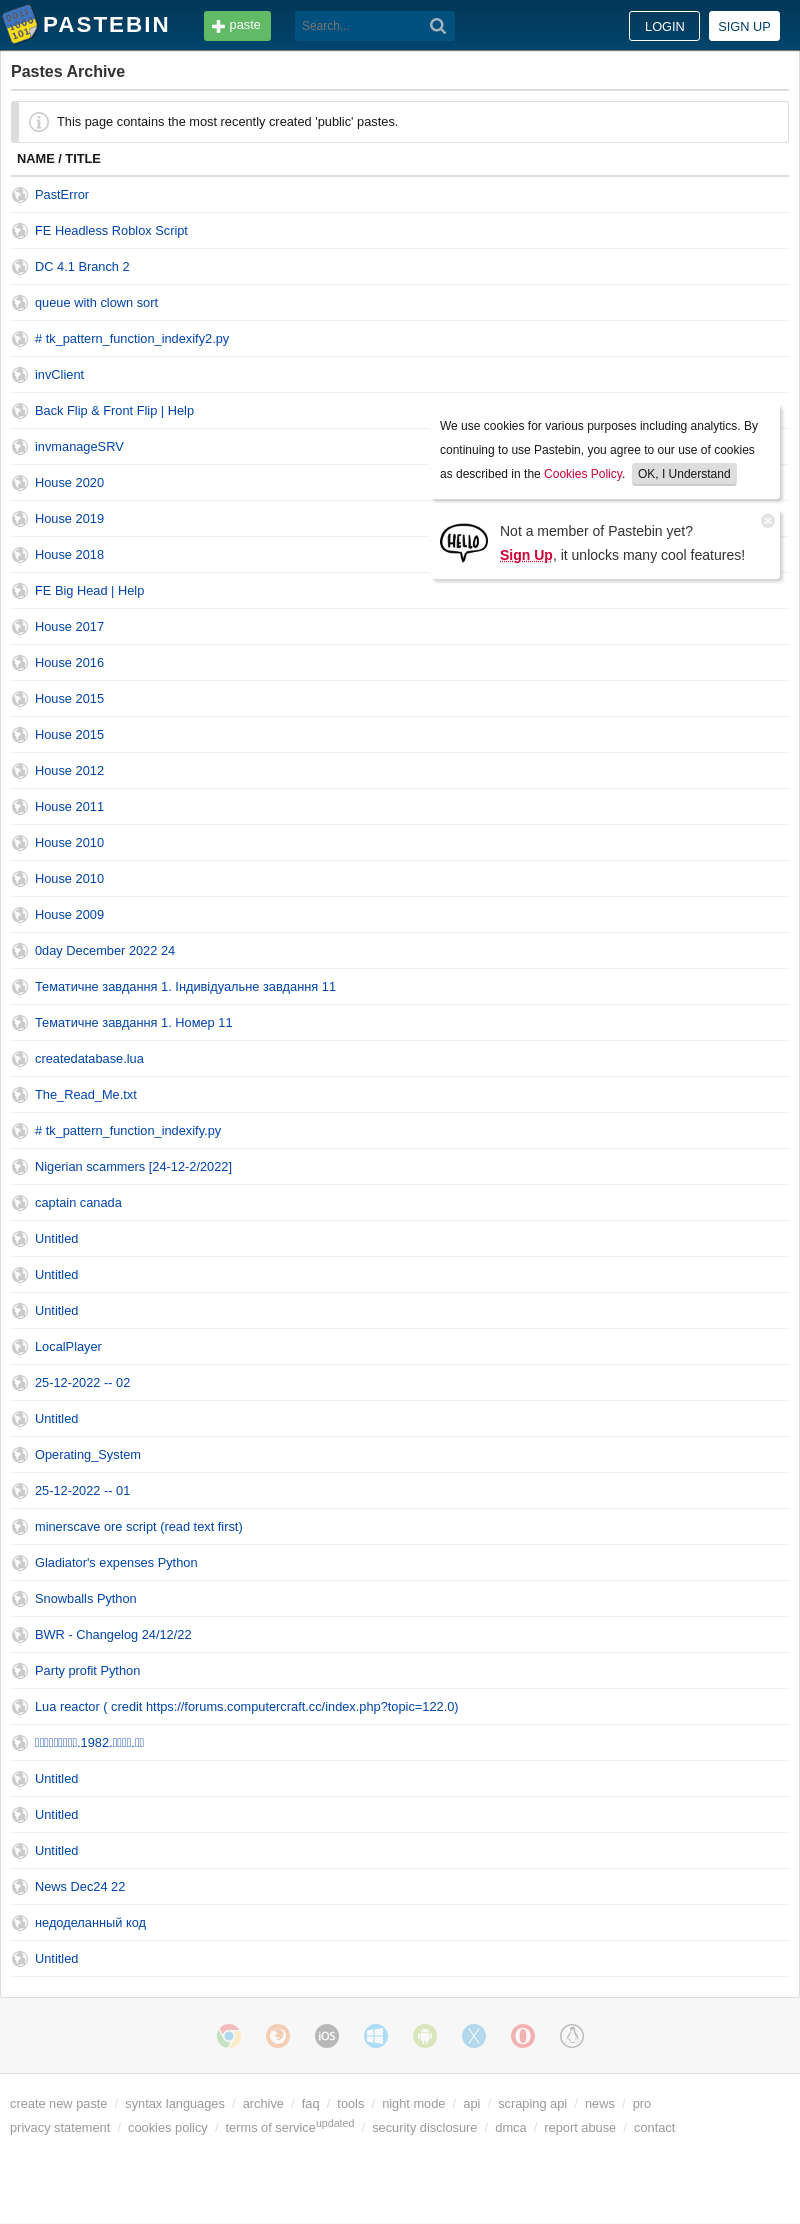 PASTEBIN paste Search... LOGIN SIGN UP
Pastes Archive
This page contains the most recently created 'public' pastes.
NAME / TITLE
PastError
FE Headless Roblox Script
DC 4.1 Branch 2
queue with clown sort
# tk_pattern_function_indexify2.py
invClient
Back Flip & Front Flip | Help
invmanageSRV
House 2020
House 2019
House 2018
FE Big Head | Help
House 2017
House 2016
House 2015
House 2015
House 2012
House 2011
House 2010
House 2010
House 2009
0day December 2022 24
Тематичне завдання 1. Індивідуальне завдання 11
Тематичне завдання 1. Номер 11
createdatabase.lua
The_Read_Me.txt
# tk_pattern_function_indexify.py
Nigerian scammers [24-12-2/2022]
captain canada
Untitled
Untitled
Untitled
LocalPlayer
25-12-2022 -- 02
Untitled
Operating_System
25-12-2022 -- 01
minerscave ore script (read text first)
Gladiator's expenses Python
Snowballs Python
BWR - Changelog 24/12/22
Party profit Python
Lua reactor ( credit https://forums.computercraft.cc/index.php?topic=122.0)
.1982.
Untitled
Untitled
Untitled
News Dec24 22
недоделанный код
Untitled
We use cookies for various purposes including analytics. By
continuing to use Pastebin, you agree to our use of cookies
as described in the Cookies Policy. OK, I Understand
HELLO
Not a member of Pastebin yet?
Sign Up, it unlocks many cool features!
iOS
create new paste / syntax languages / archive / faq / tools / night mode / api / scraping api / news / pro
privacy statement / cookies policy / terms of serviceupdated / security disclosure / dmca / report abuse / contact